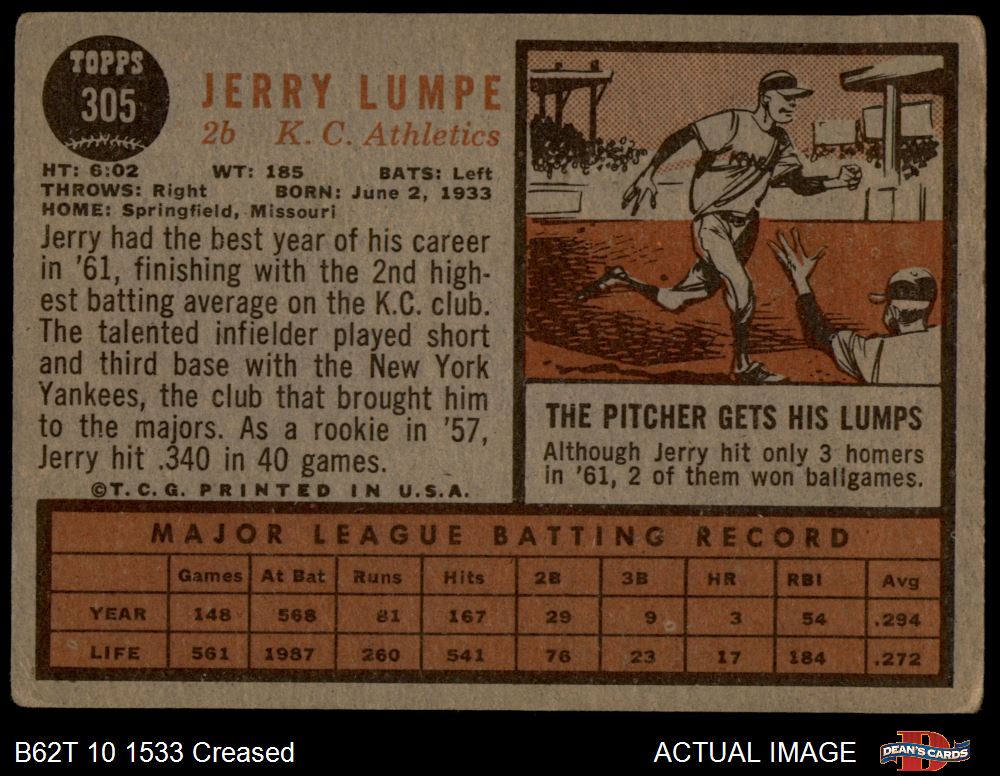 TOPPS
305
JERRY LUMPE
2b K. C. Athletics
HT: 6:02 WT: 185 BATS: Left
THROWS: Right BORN: June 2, 1933
HOME: Springfield, Missouri
Jerry had the best year of his career
in '61, finishing with the 2nd high-
est batting average on the K.C. club.
The talented infielder played short
and third base with the New York
Yankees, the club that brought him
to the majors. As a rookie in '57,
Jerry hit .340 in 40 games.
©T. C. G. PRINTED IN U.S.A.
THE PITCHER GETS HIS LUMPS
Although Jerry hit only 3 homers
in '61, 2 of them won ballgames.
MAJOR LEAGUE BATTING RECORD
Games At Bat Runs Hits 2B 3B HR RBI Avg
YEAR 148 568 81 167 29 9 3 54 .294
LIFE 561 1987 260 541 76 23 17 184 .272
B62T 10 1533 Creased
ACTUAL IMAGE
DEAN'S CARDS